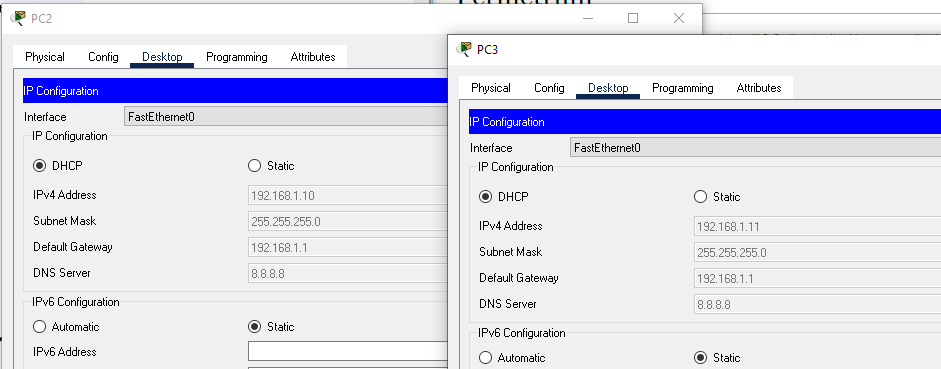 PC2
Physical Config Desktop Programming Attributes
IP Configuration
Interface FastEthernet0
IP Configuration
DHCP Static
IPv4 Address 192.168.1.10
Subnet Mask 255.255.255.0
Default Gateway 192.168.1.1
DNS Server 8.8.8.8
IPv6 Configuration
Automatic Static
IPv6 Address
PC3
Physical Config Desktop Programming Attributes
IP Configuration
Interface FastEthernet0
IP Configuration
DHCP Static
IPv4 Address 192.168.1.11
Subnet Mask 255.255.255.0
Default Gateway 192.168.1.1
DNS Server 8.8.8.8
IPv6 Configuration
Automatic Static